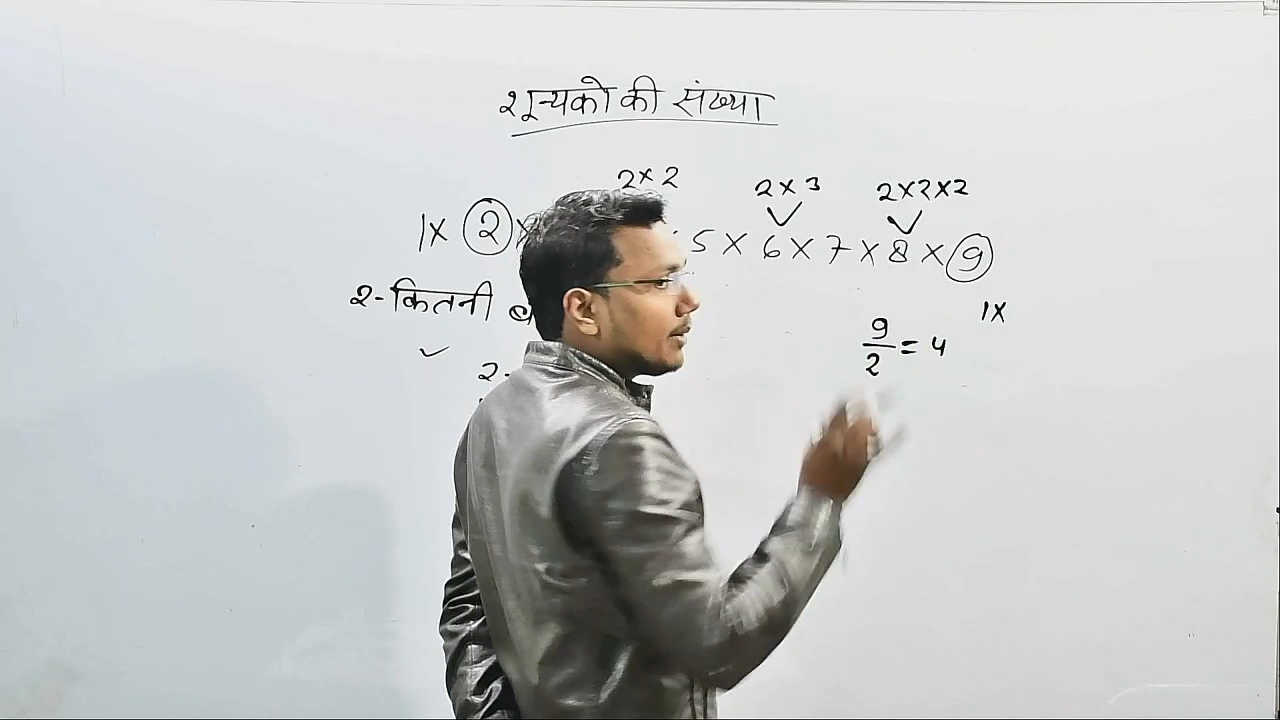 शून्यको की संख्या
2×2 2×3 2×2×2
1× 2 5×6×7×8×9
2-कितनी
1×
9/2=4
2-